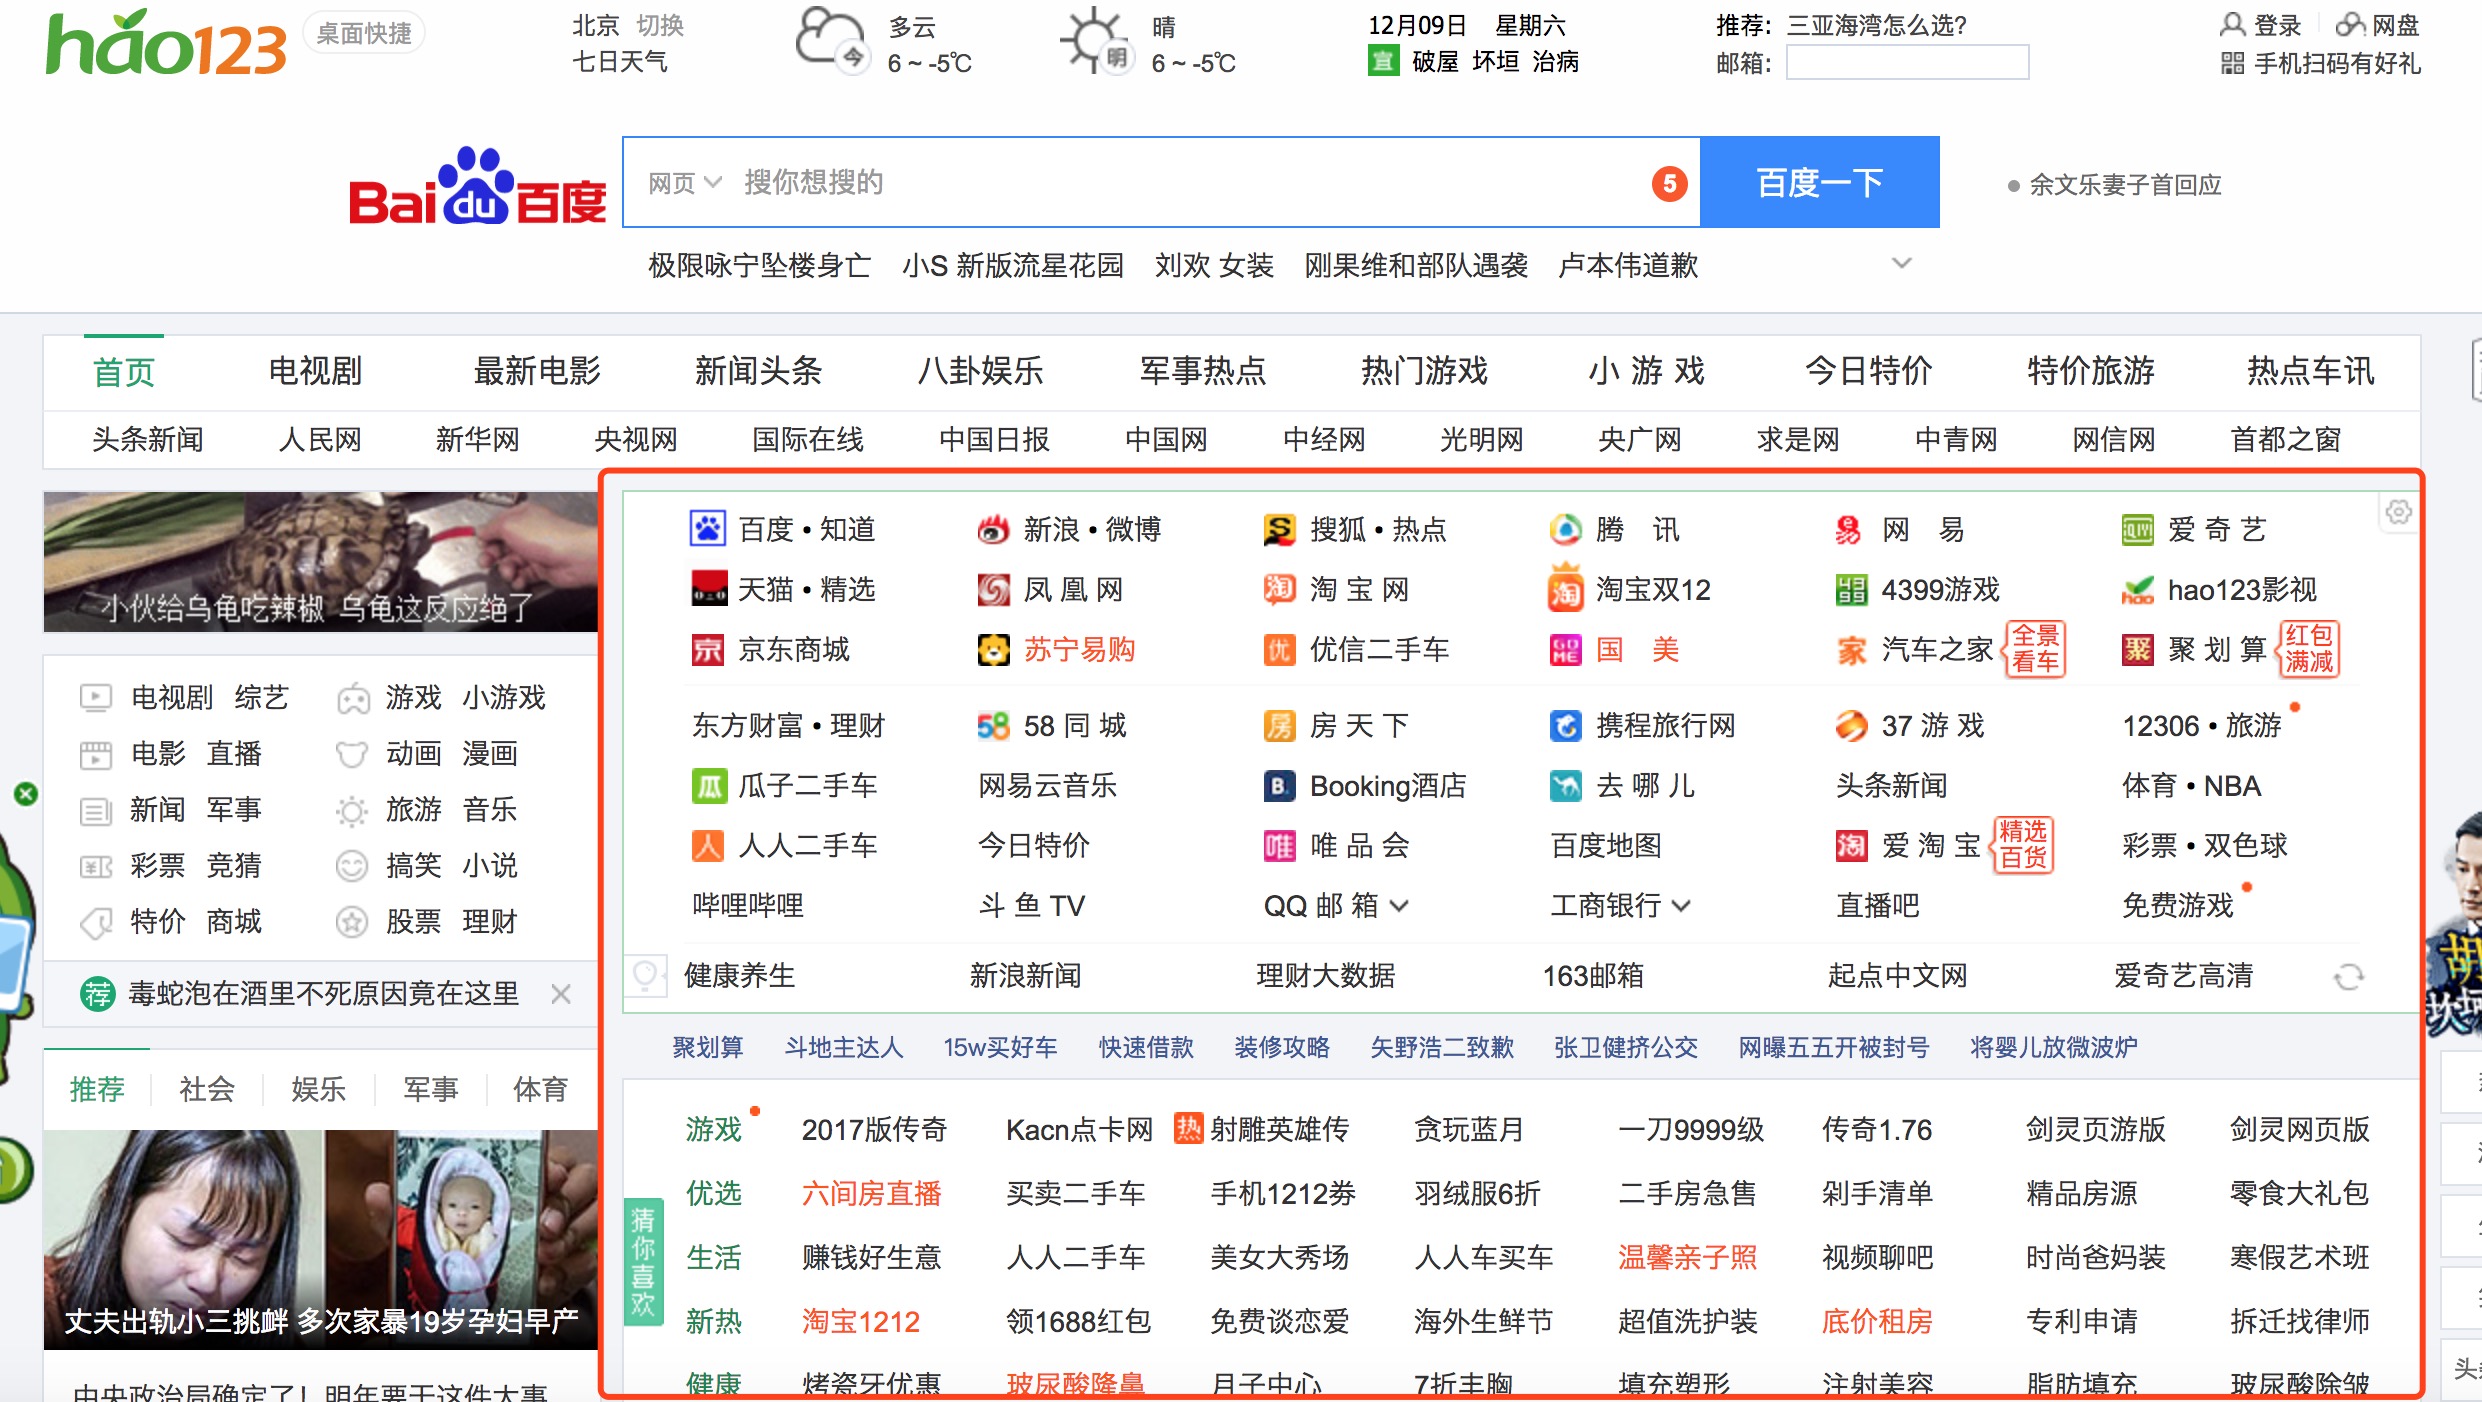 hao123 桌面快捷
北京 切换
七日天气
今
多云
6 ~ -5℃
明
晴
6 ~ -5℃
12月09日 星期六
宜 破屋 坏垣 治病
推荐: 三亚海湾怎么选?
邮箱:
登录 网盘
手机扫码有好礼
Bai du 百度 网页 搜你想搜的 5 百度一下 余文乐妻子首回应
极限咏宁坠楼身亡 小S 新版流星花园 刘欢 女装 刚果维和部队遇袭 卢本伟道歉
首页 电视剧 最新电影 新闻头条 八卦娱乐 军事热点 热门游戏 小 游 戏 今日特价 特价旅游 热点车讯
头条新闻 人民网 新华网 央视网 国际在线 中国日报 中国网 中经网 光明网 央广网 求是网 中青网 网信网 首都之窗
小伙给乌龟吃辣椒 乌龟这反应绝了
电视剧 综艺 游戏 小游戏
电影 直播 动画 漫画
新闻 军事 旅游 音乐
彩票 竞猜 搞笑 小说
特价 商城 股票 理财
荐 毒蛇泡在酒里不死原因竟在这里
推荐 社会 娱乐 军事 体育
丈夫出轨小三挑衅 多次家暴19岁孕妇早产
中央政治局确定了！明年要干这件大事
百度 • 知道 新浪 • 微博 搜狐 • 热点 腾 讯 网 易 爱 奇 艺
天猫 • 精选 凤 凰 网 淘 淘 宝 网 淘 淘宝双12 4399游戏 hao123影视
京 京东商城 苏宁易购 优 优信二手车 GOME 国 美 家 汽车之家 全景看车 聚 聚 划 算 红包满减
东方财富 • 理财 58 58 同 城 房 房 天 下 携程旅行网 37 游 戏 12306 • 旅游
瓜 瓜子二手车 网易云音乐 B. Booking酒店 去 哪 儿 头条新闻 体育 • NBA
人 人人二手车 今日特价 唯 唯 品 会 百度地图 淘 爱 淘 宝 精选百货 彩票 • 双色球
哔哩哔哩 斗 鱼 TV QQ 邮 箱 工商银行 直播吧 免费游戏
健康养生 新浪新闻 理财大数据 163邮箱 起点中文网 爱奇艺高清
聚划算 斗地主达人 15w买好车 快速借款 装修攻略 矢野浩二致歉 张卫健挤公交 网曝五五开被封号 将婴儿放微波炉
猜你喜欢
游戏 2017版传奇 Kacn点卡网 热 射雕英雄传 贪玩蓝月 一刀9999级 传奇1.76 剑灵页游版 剑灵网页版
优选 六间房直播 买卖二手车 手机1212劵 羽绒服6折 二手房急售 剁手清单 精品房源 零食大礼包
生活 赚钱好生意 人人二手车 美女大秀场 人人车买车 温馨亲子照 视频聊吧 时尚爸妈装 寒假艺术班
新热 淘宝1212 领1688红包 免费谈恋爱 海外生鲜节 超值洗护装 底价租房 专利申请 拆迁找律师
健康 烤瓷牙优惠 玻尿酸隆鼻 月子中心 7折丰胸 填充塑形 注射美容 脂肪填充 玻尿酸除皱